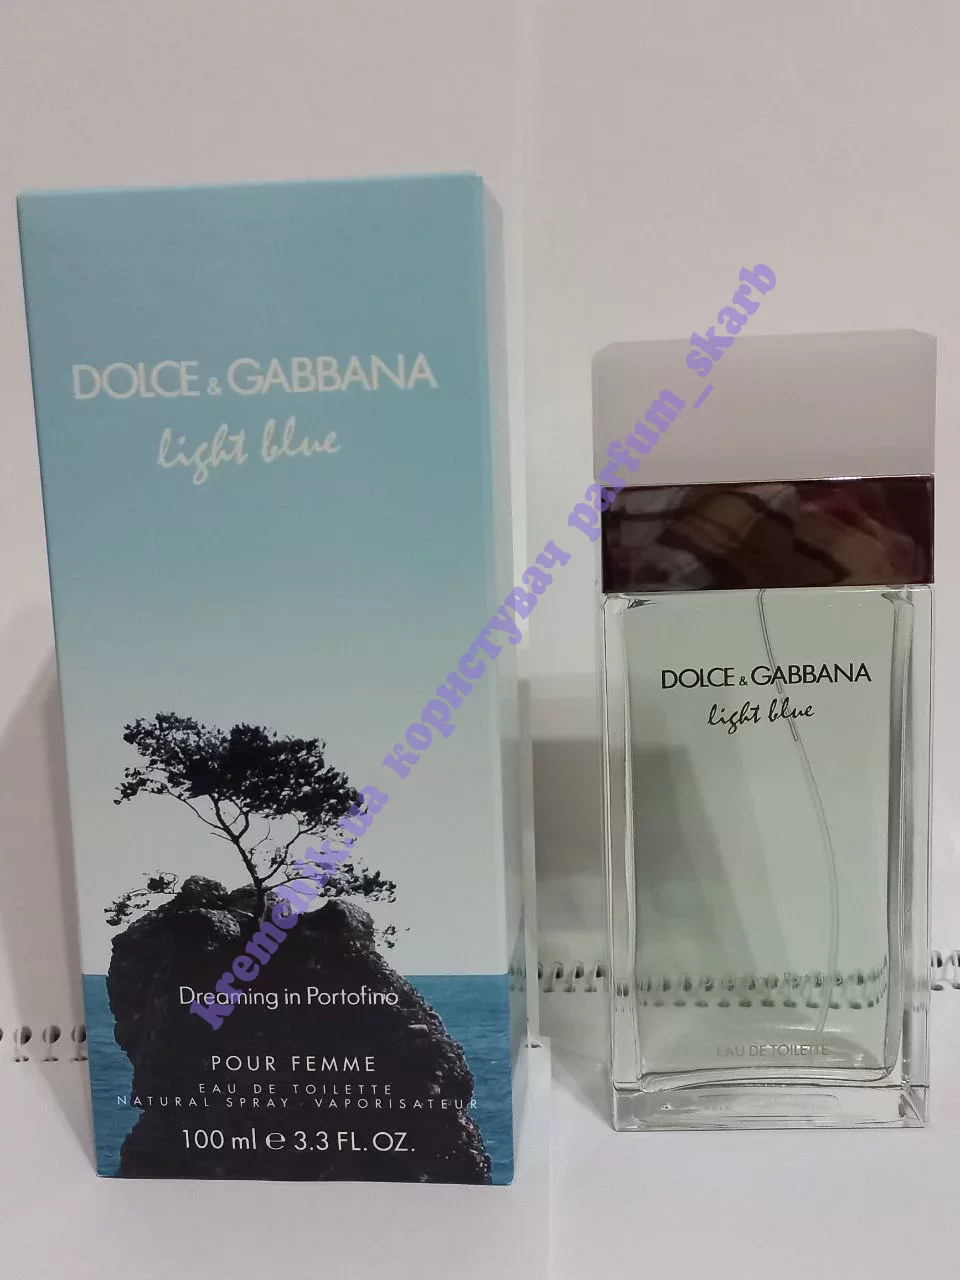 DOLCE & GABBANA
light blue
Dreaming in Portofino
POUR FEMME
EAU DE TOILETTE
NATURAL SPRAY · VAPORISATEUR
100 ml e 3.3 FL. OZ.
DOLCE & GABBANA
light blue
EAU DE TOILETTE
kremchik.ua користувач parfum_skarb